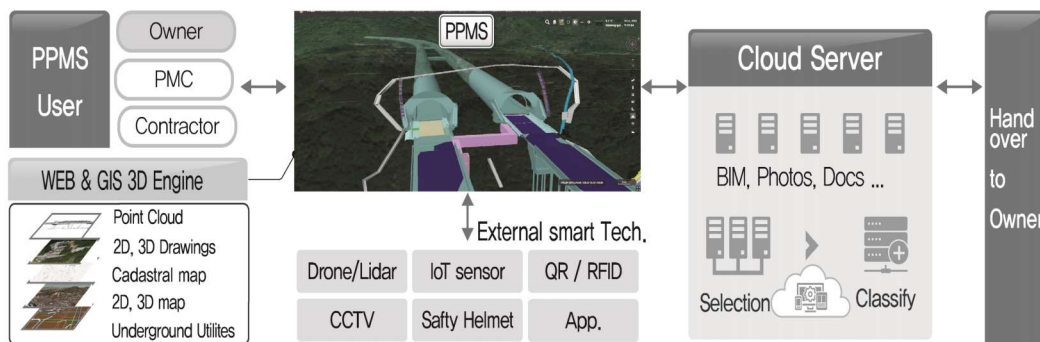 PPMS
User
Owner
PMC
Contractor
WEB & GIS 3D Engine
Point Cloud
2D, 3D Drawings
Cadastral map
2D, 3D map
Underground Utilites
PPMS
External smart Tech.
Drone/Lidar
IoT sensor
QR / RFID
CCTV
Safty Helmet
App.
Cloud Server
BIM, Photos, Docs ...
Selection
Classify
Hand
over
to
Owner